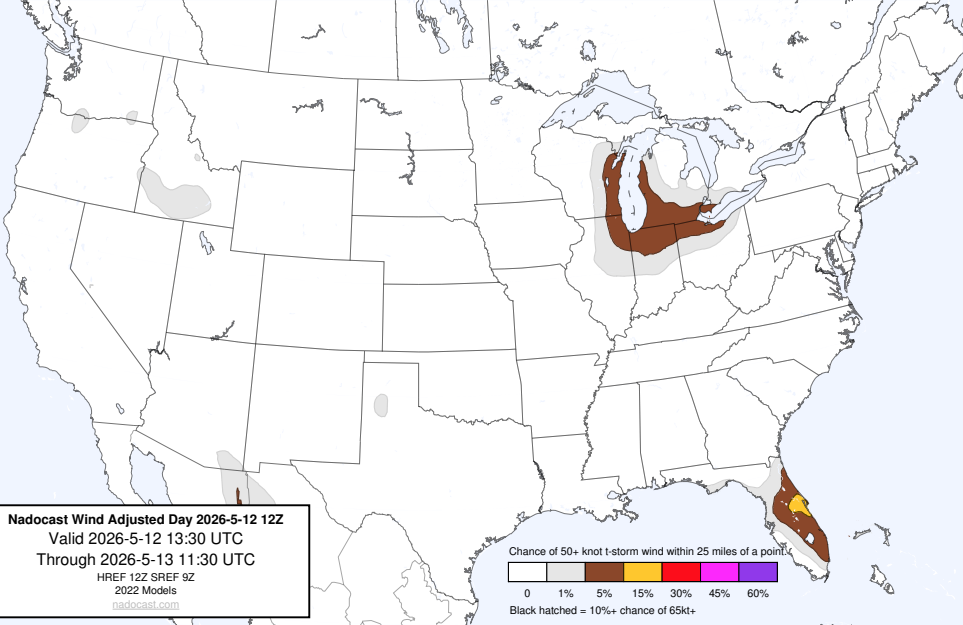 Nadocast Wind Adjusted Day 2026-5-12 12Z
Valid 2026-5-12 13:30 UTC
Through 2026-5-13 11:30 UTC
HREF 12Z SREF 9Z
2022 Models
nadocast.com
Chance of 50+ knot t-storm wind within 25 miles of a point.
0 1% 5% 15% 30% 45% 60%
Black hatched = 10%+ chance of 65kt+